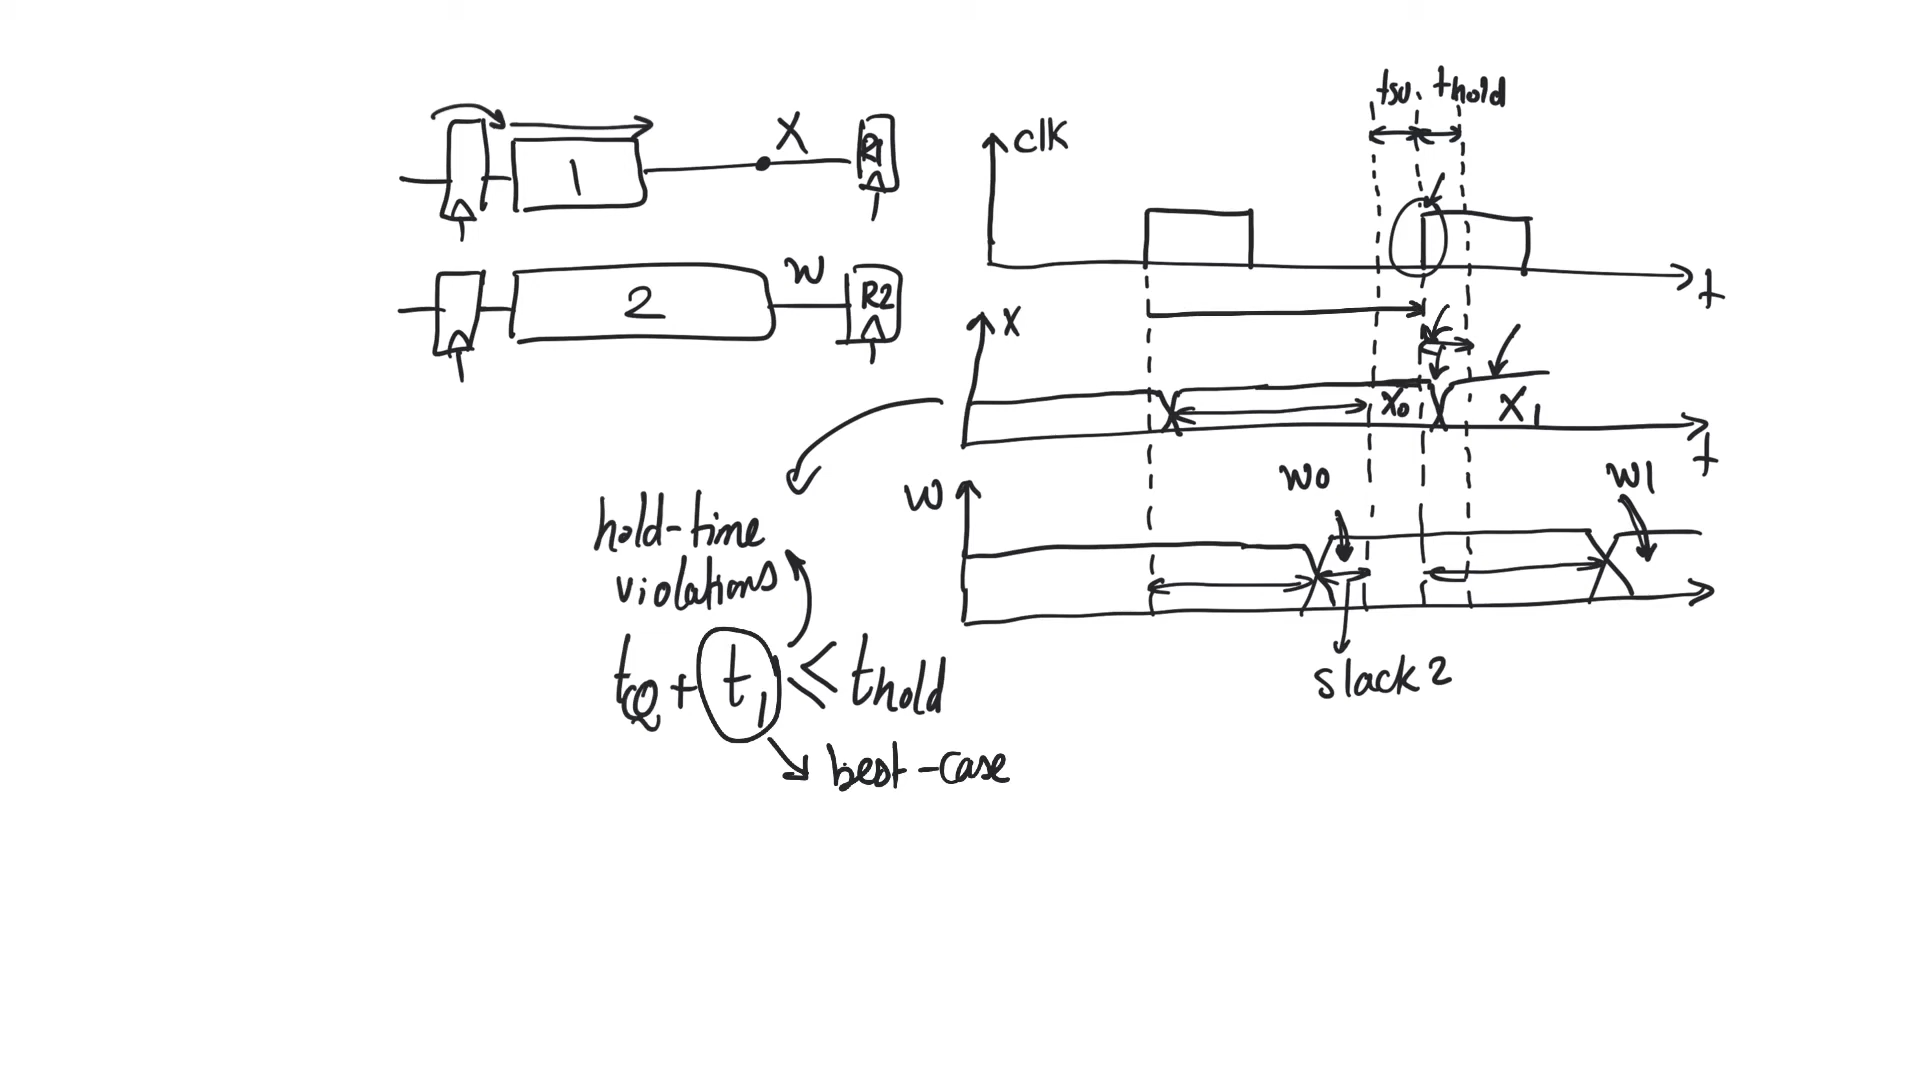 tsu thold
clk
X
R1
1
t
W
R2
2
X
X0
X1
t
W
W0
W1
hold-time
violations
tCQ + t1 ≤ thold
slack 2
best-case